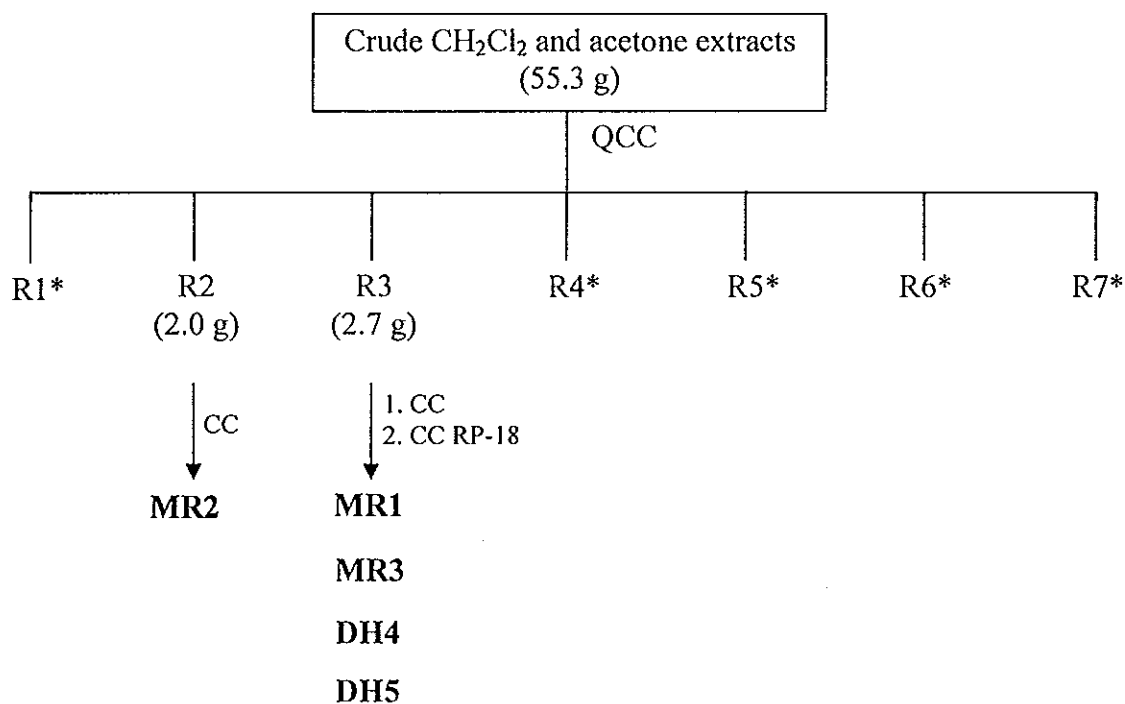 Crude CH₂Cl₂ and acetone extracts
(55.3 g)
QCC
R1* R2 R3 R4* R5* R6* R7*
(2.0 g) (2.7 g)
CC
1. CC
2. CC RP-18
MR2 MR1
MR3
DH4
DH5